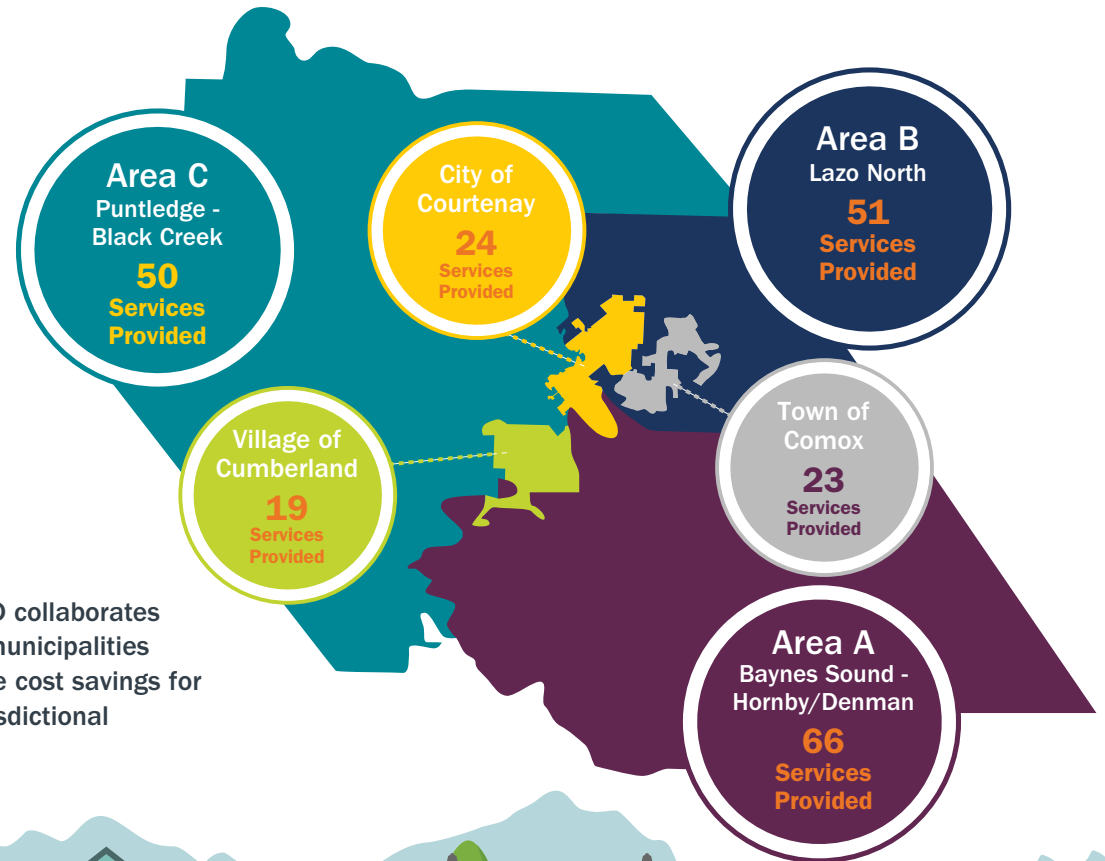 Area C
Puntledge -
Black Creek
50
Services
Provided
City of
Courtenay
24
Services
Provided
Area B
Lazo North
51
Services
Provided
Village of
Cumberland
19
Services
Provided
Town of
Comox
23
Services
Provided
Area A
Baynes Sound -
Hornby/Denman
66
Services
Provided
collaborates
cost savings for